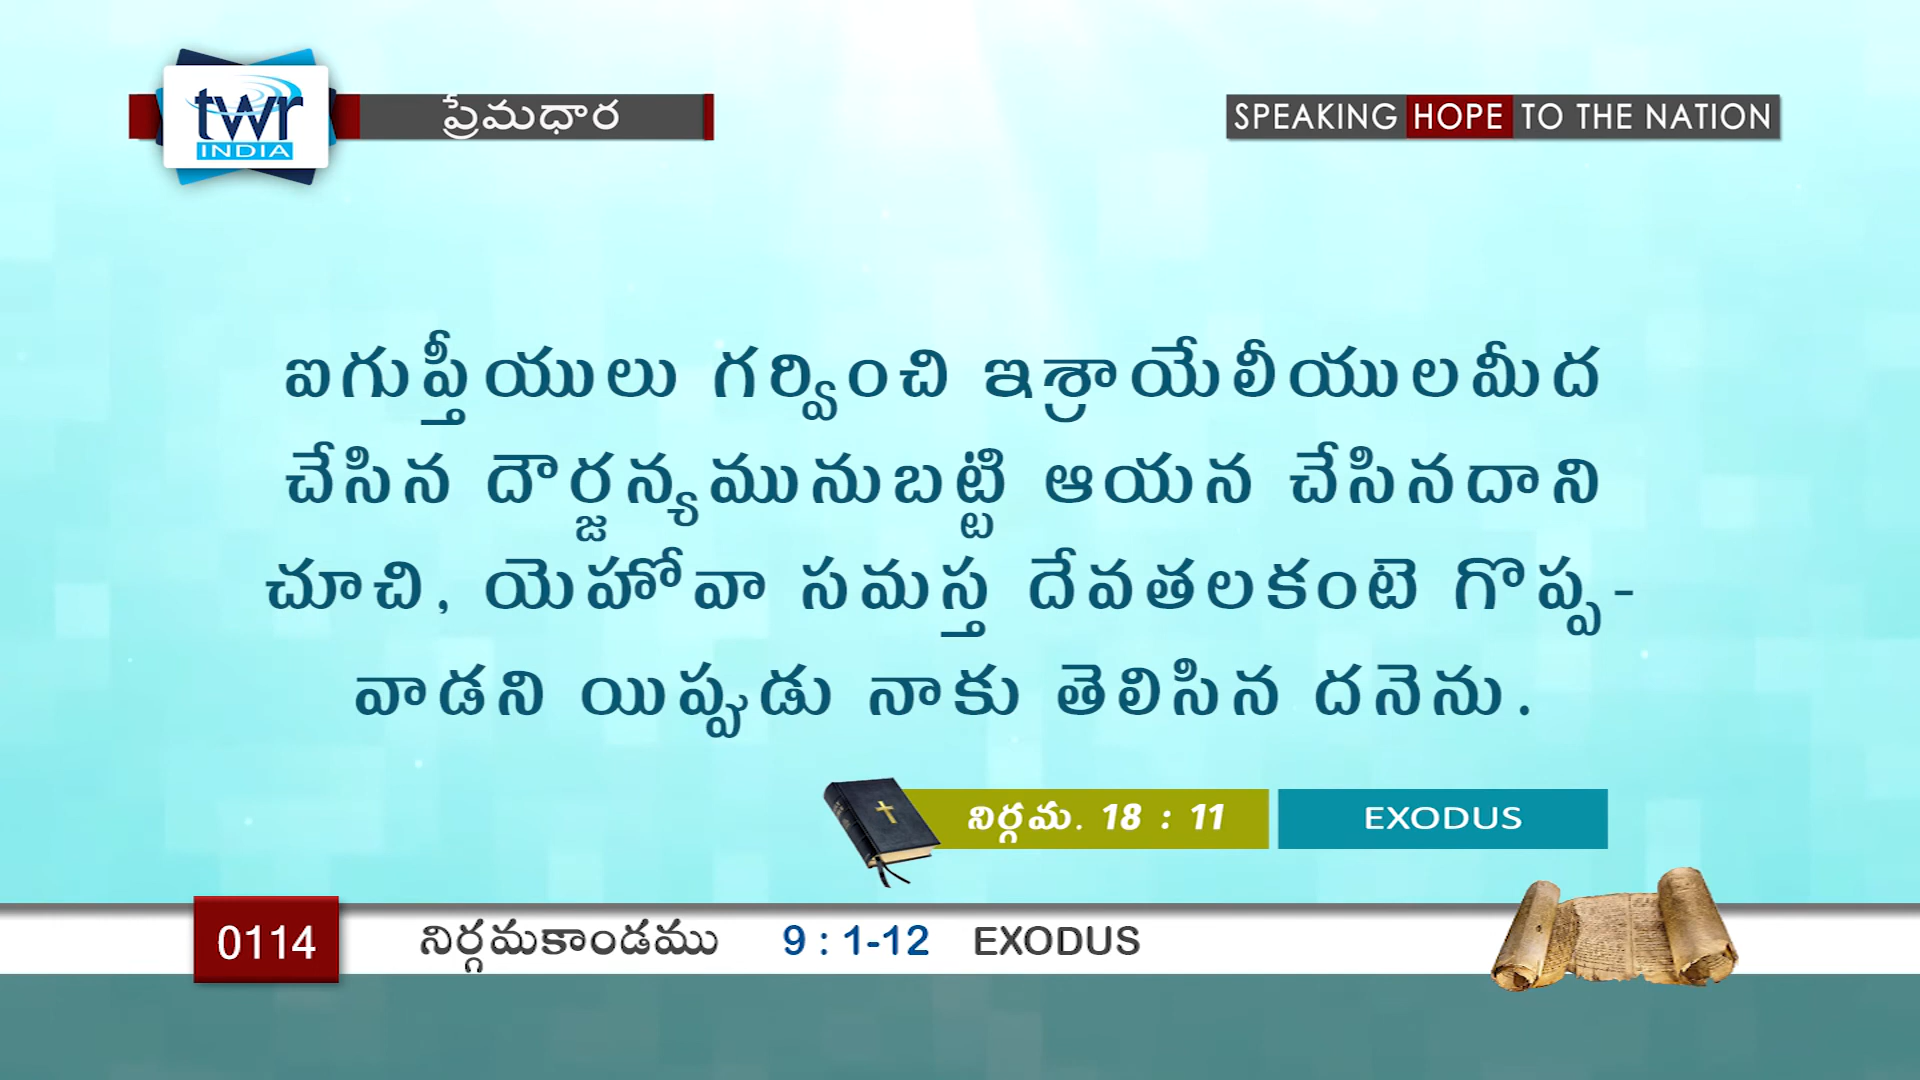 twr
INDIA
ప్రేమధార
SPEAKING HOPE TO THE NATION
ఐగుప్తీయులు గర్వించి ఇశ్రాయేలీయులమీద
చేసిన దౌర్జన్యమునుబట్టి ఆయన చేసినదాని
చూచి, యెహోవా సమస్త దేవతలకంటె గొప్ప-
వాడని యిప్పుడు నాకు తెలిసిన దనెను.
నిర్గమ. 18 : 11
EXODUS
0114
నిర్గమకాండము 9 : 1-12 EXODUS